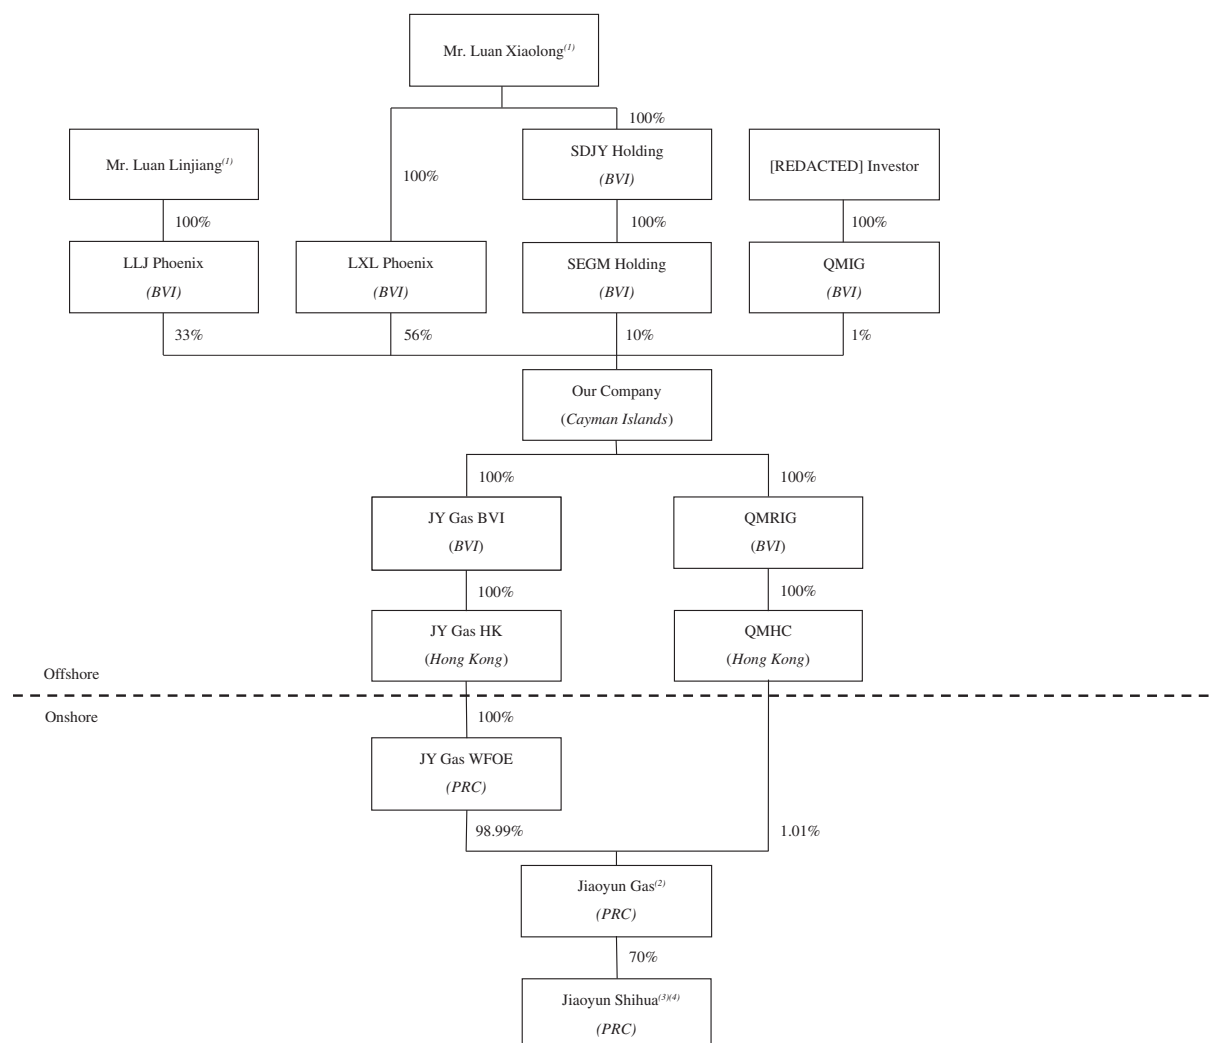 Mr. Luan Xiaolong(1)
100%
Mr. Luan Linjiang(1)
SDJY Holding
(BVI)
[REDACTED] Investor
100%
100%
100%
100%
LLJ Phoenix
(BVI)
LXL Phoenix
(BVI)
SEGM Holding
(BVI)
QMIG
(BVI)
33%
56%
10%
1%
Our Company
(Cayman Islands)
100%
100%
JY Gas BVI
(BVI)
QMRIG
(BVI)
100%
100%
JY Gas HK
(Hong Kong)
QMHC
(Hong Kong)
Offshore
Onshore
100%
JY Gas WFOE
(PRC)
98.99%
1.01%
Jiaoyun Gas(2)
(PRC)
70%
Jiaoyun Shihua(3)(4)
(PRC)